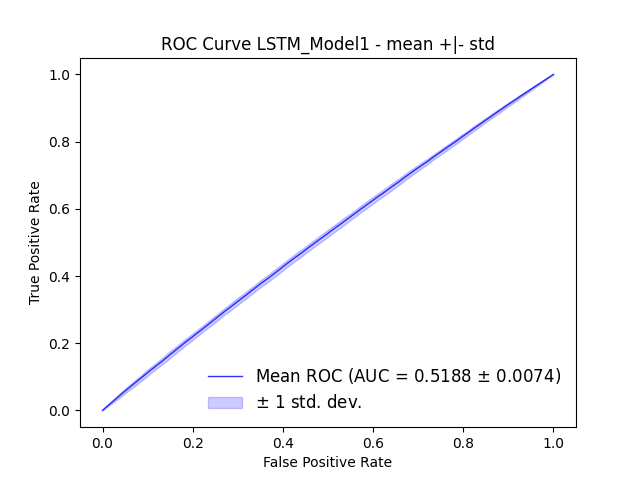 ROC Curve LSTM_Model1 - mean +|- std
True Positive Rate
1.0
0.8
0.6
0.4
0.2
0.0
Mean ROC (AUC = 0.5188 ± 0.0074)
± 1 std. dev.
0.0 0.2 0.4 0.6 0.8 1.0
False Positive Rate